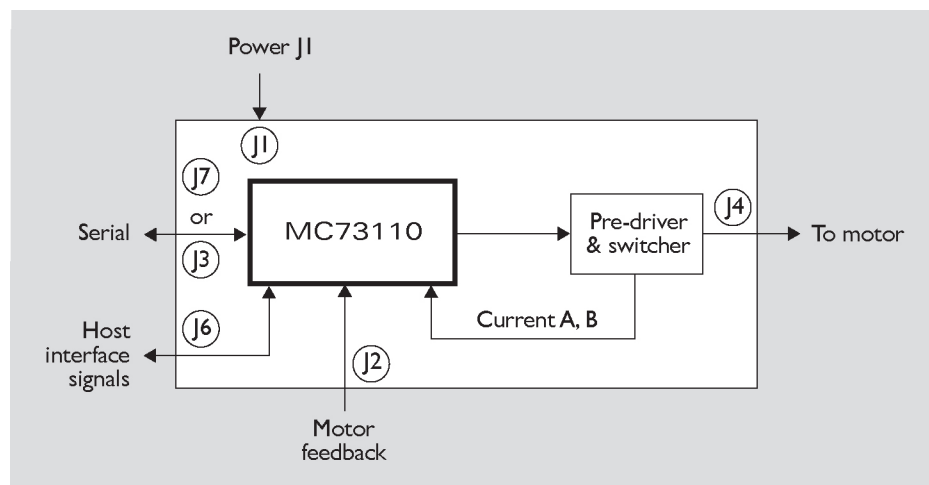 Power J1
J1
J7
or
J3
Serial
MC73110
Pre-driver
& switcher
J4
To motor
Current A, B
J6
Host
interface
signals
J2
Motor
feedback